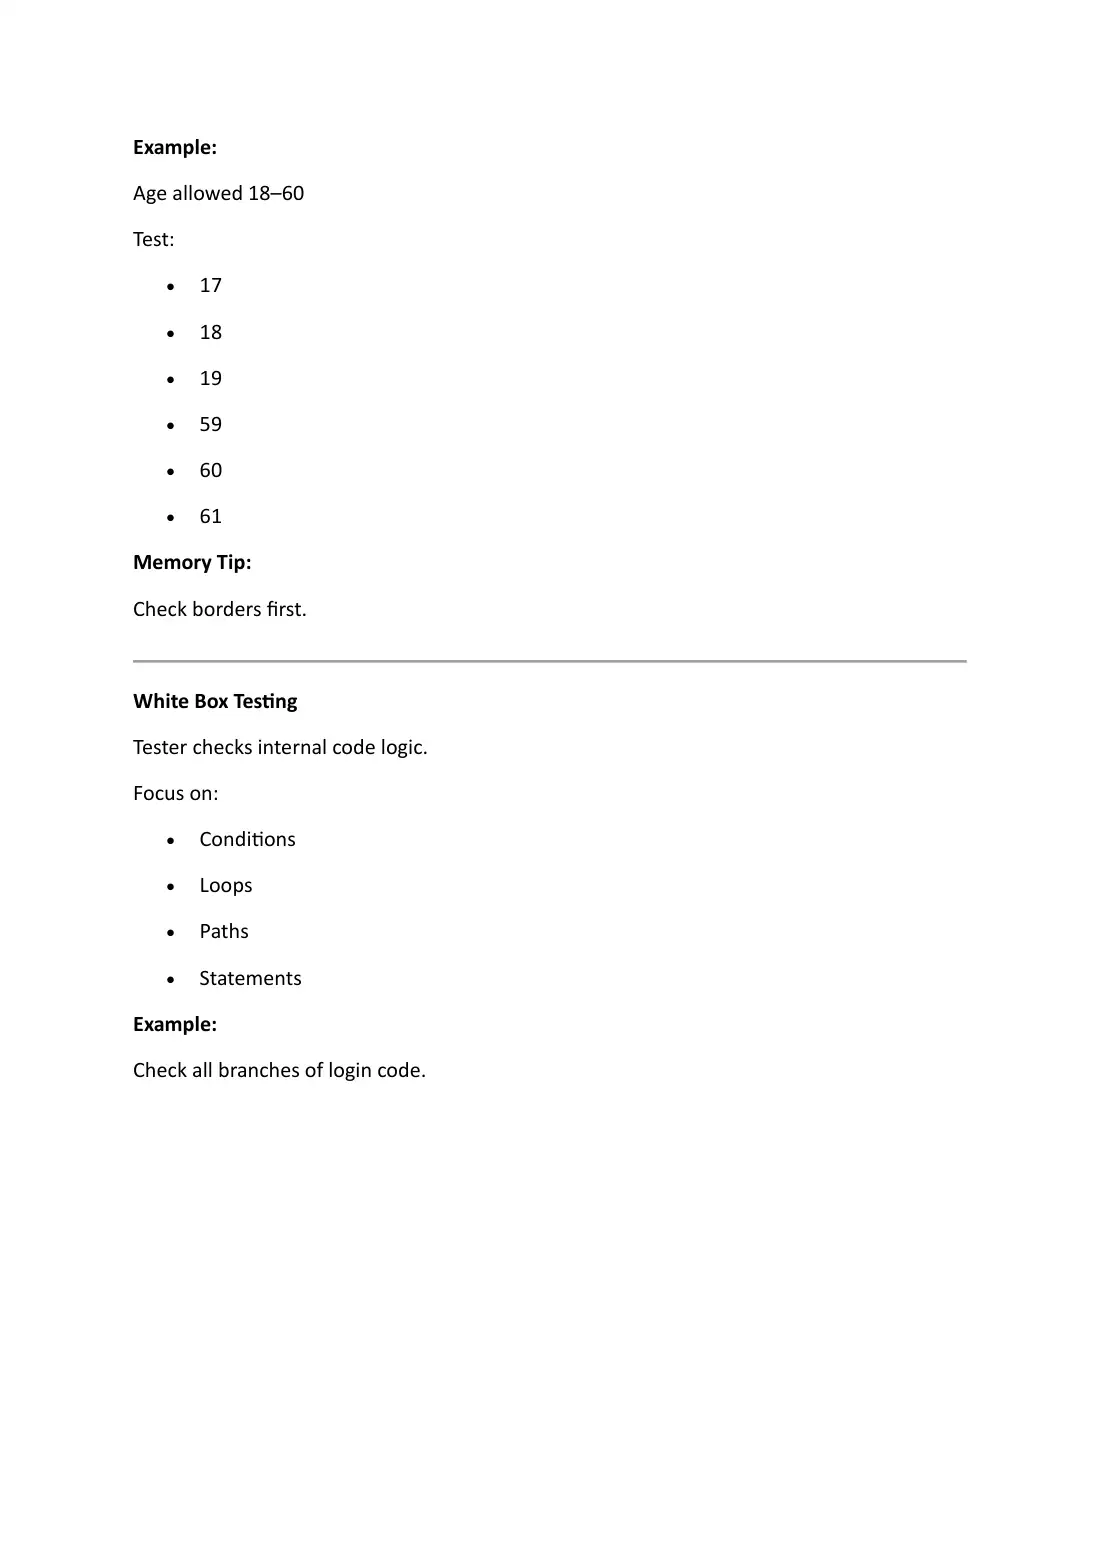 Example:
Age allowed 18–60
Test:
• 17
• 18
• 19
• 59
• 60
• 61
Memory Tip:
Check borders first.
White Box Testing
Tester checks internal code logic.
Focus on:
• Conditions
• Loops
• Paths
• Statements
Example:
Check all branches of login code.